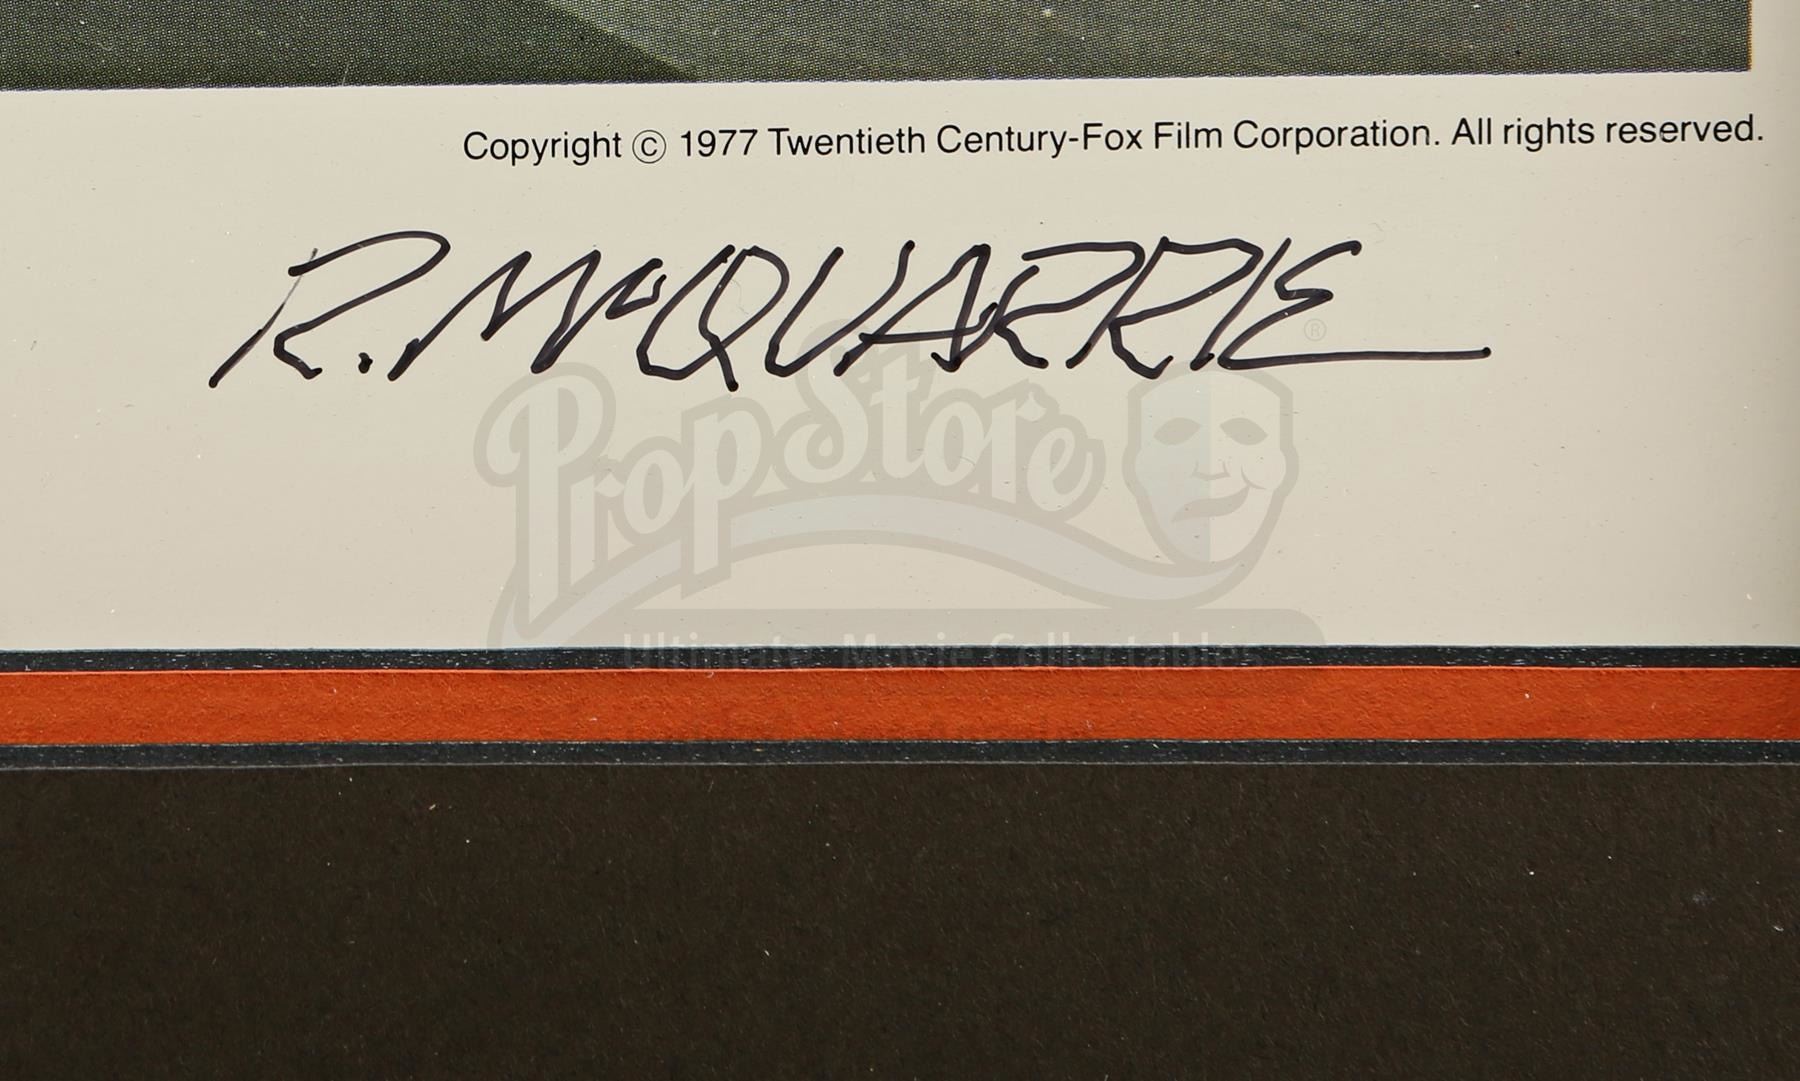 Copyright © 1977 Twentieth Century-Fox Film Corporation. All rights reserved.
R. McQUARRIE
PropStore ®
Ultimate Movie Collectables